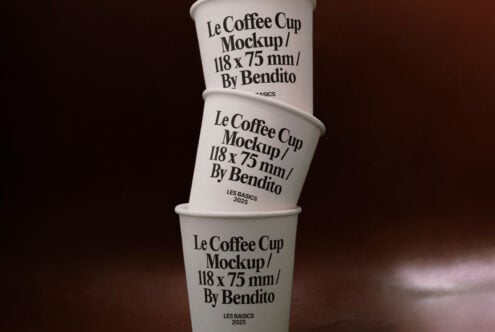 Le Coffee Cup
Mockup /
118 x 75 mm /
By Bendito
LES BASICS
Le Coffee Cup
Mockup /
118 x 75 mm /
By Bendito
LES BASICS
2025
Le Coffee Cup
Mockup /
118 x 75 mm /
By Bendito
LES BASICS
2025